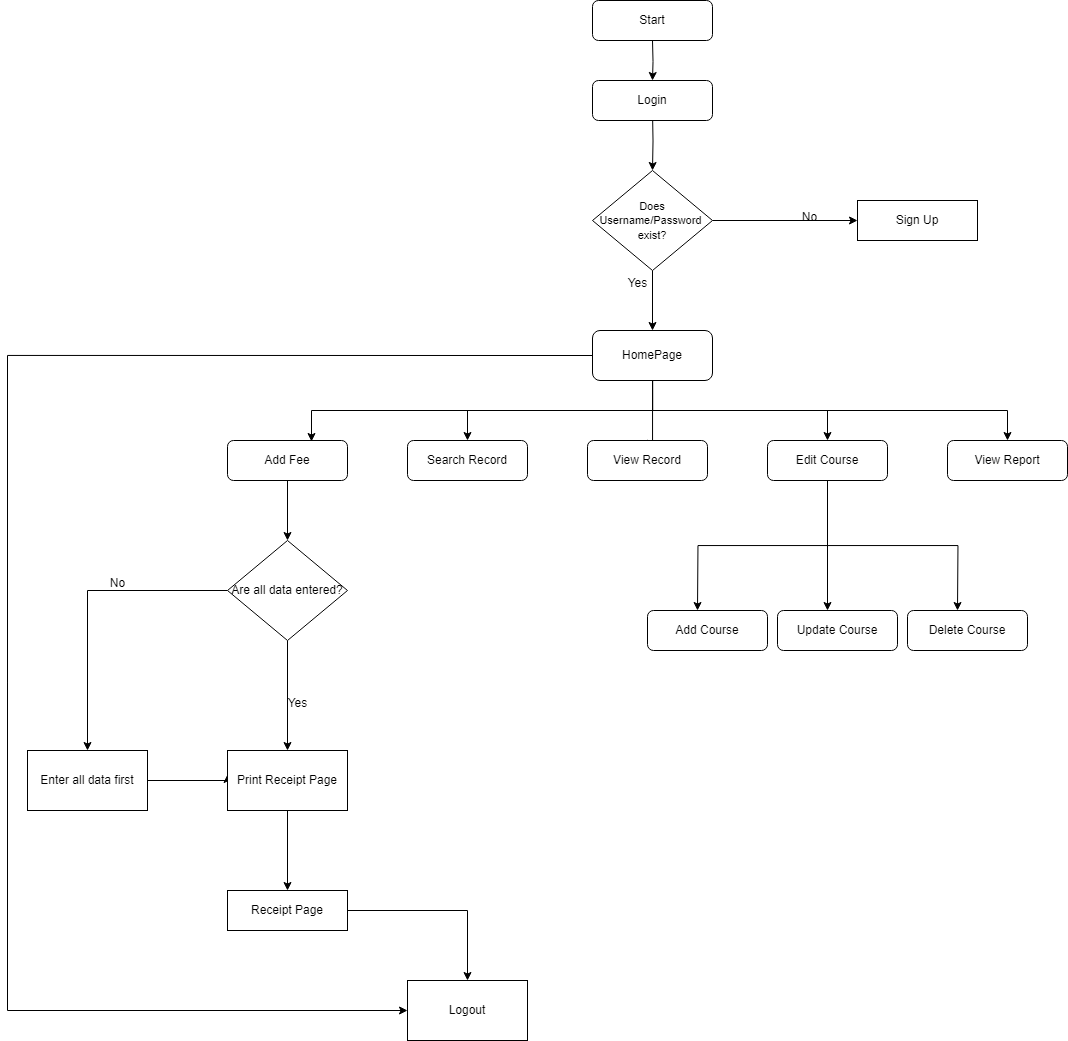 Start
Login
Does
Username/Password
exist?
No
Sign Up
Yes
HomePage
Add Fee
Search Record
View Record
Edit Course
View Report
No
Are all data entered?
Add Course
Update Course
Delete Course
Yes
Enter all data first
Print Receipt Page
Receipt Page
Logout